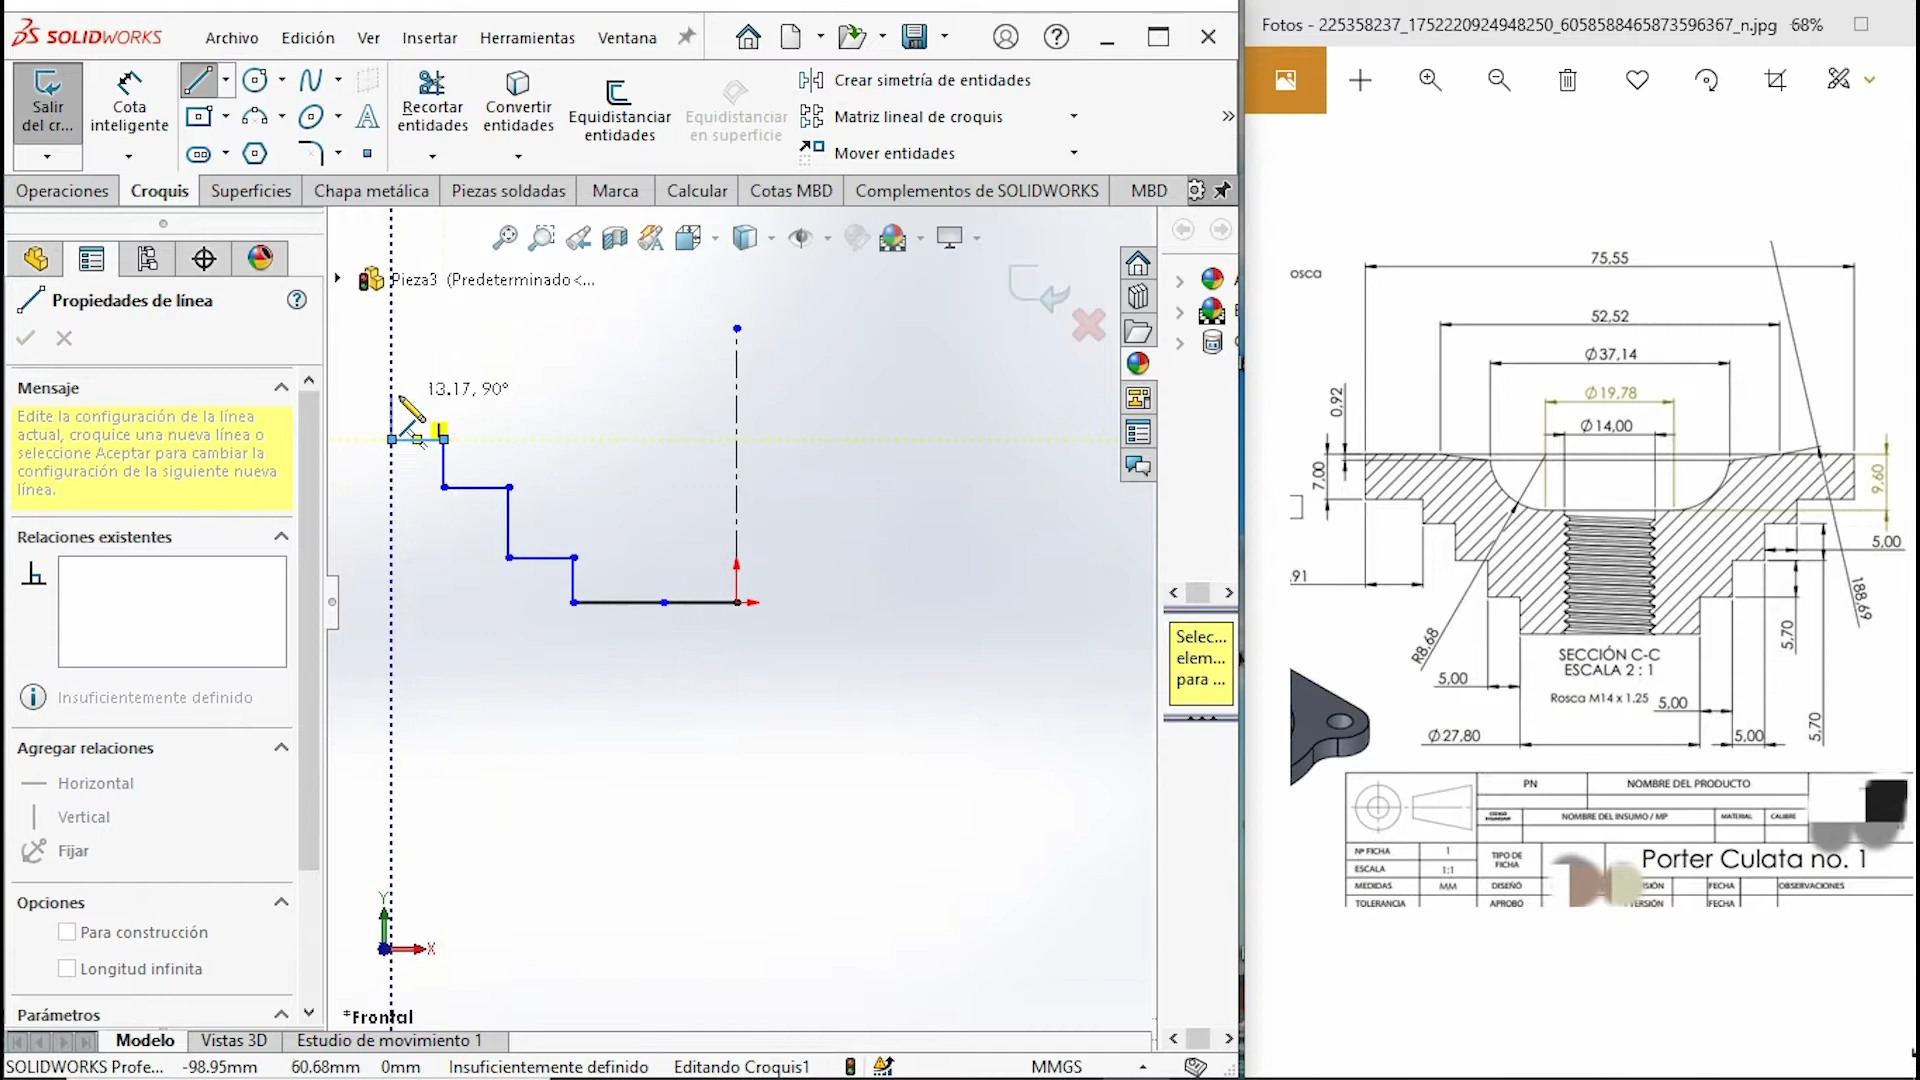 SOLIDWORKS
Archivo
Edición
Ver
Insertar
Herramientas
Ventana
Salir
del cr...
Cota
inteligente
Recortar
entidades
Convertir
entidades
Equidistanciar
entidades
Equidistanciar
en superficie
Crear simetría de entidades
Matriz lineal de croquis
Mover entidades
Operaciones
Croquis
Superficies
Chapa metálica
Piezas soldadas
Marca
Calcular
Cotas MBD
Complementos de SOLIDWORKS
MBD
Propiedades de línea
Mensaje
Edite la configuración de la línea
actual, croquice una nueva línea o
seleccione Aceptar para cambiar la
configuración de la siguiente nueva
línea.
Relaciones existentes
Insuficientemente definido
Agregar relaciones
Horizontal
Vertical
Fijar
Opciones
Para construcción
Longitud infinita
Parámetros
Pieza3 (Predeterminado<...
13.17, 90°
Y
X
*Frontal
Selec...
elem...
para ...
Modelo
Vistas 3D
Estudio de movimiento 1
SOLIDWORKS Profe...
-98.95mm
60.68mm
0mm
Insuficientemente definido
Editando Croquis1
MMGS
Fotos - 225358237_1752220924948250_6058588465873596367_n.jpg
68%
osca
75,55
52,52
∅37,14
∅19,78
∅14,00
0,92
7,00
9,60
5,00
,91
188,69
R8,68
5,70
SECCIÓN C-C
ESCALA 2 : 1
5,00
Rosca M14 x 1.25
5,00
5,70
∅27,80
5,00
PN
NOMBRE DEL PRODUCTO
NOMBRE DEL INSUMO / MP
MATERIAL
CALIBRE
Nº FICHA
1
TIPO DE
FICHA
Porter Culata no. 1
ESCALA
1:1
MEDIDAS
MM
DISEÑÓ
FECHA
OBSERVACIONES
TOLERANCIA
APROBÓ
VERSIÓN
FECHA